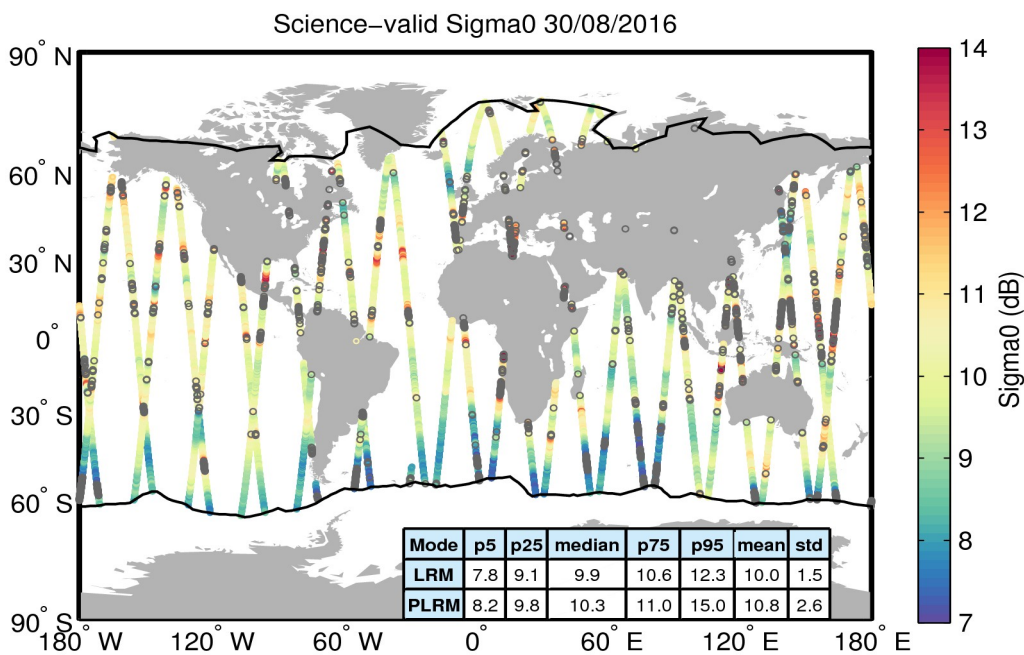 Science−valid Sigma0 30/08/2016
90° N
60° N
30° N
0°
30° S
60° S
90° S
180° W 120° W 60° W 0° 60° E 120° E 180° E
Mode p5 p25 median p75 p95 mean std
LRM 7.8 9.1 9.9 10.6 12.3 10.0 1.5
PLRM 8.2 9.8 10.3 11.0 15.0 10.8 2.6
14
13
12
11
10
9
8
7
Sigma0 (dB)